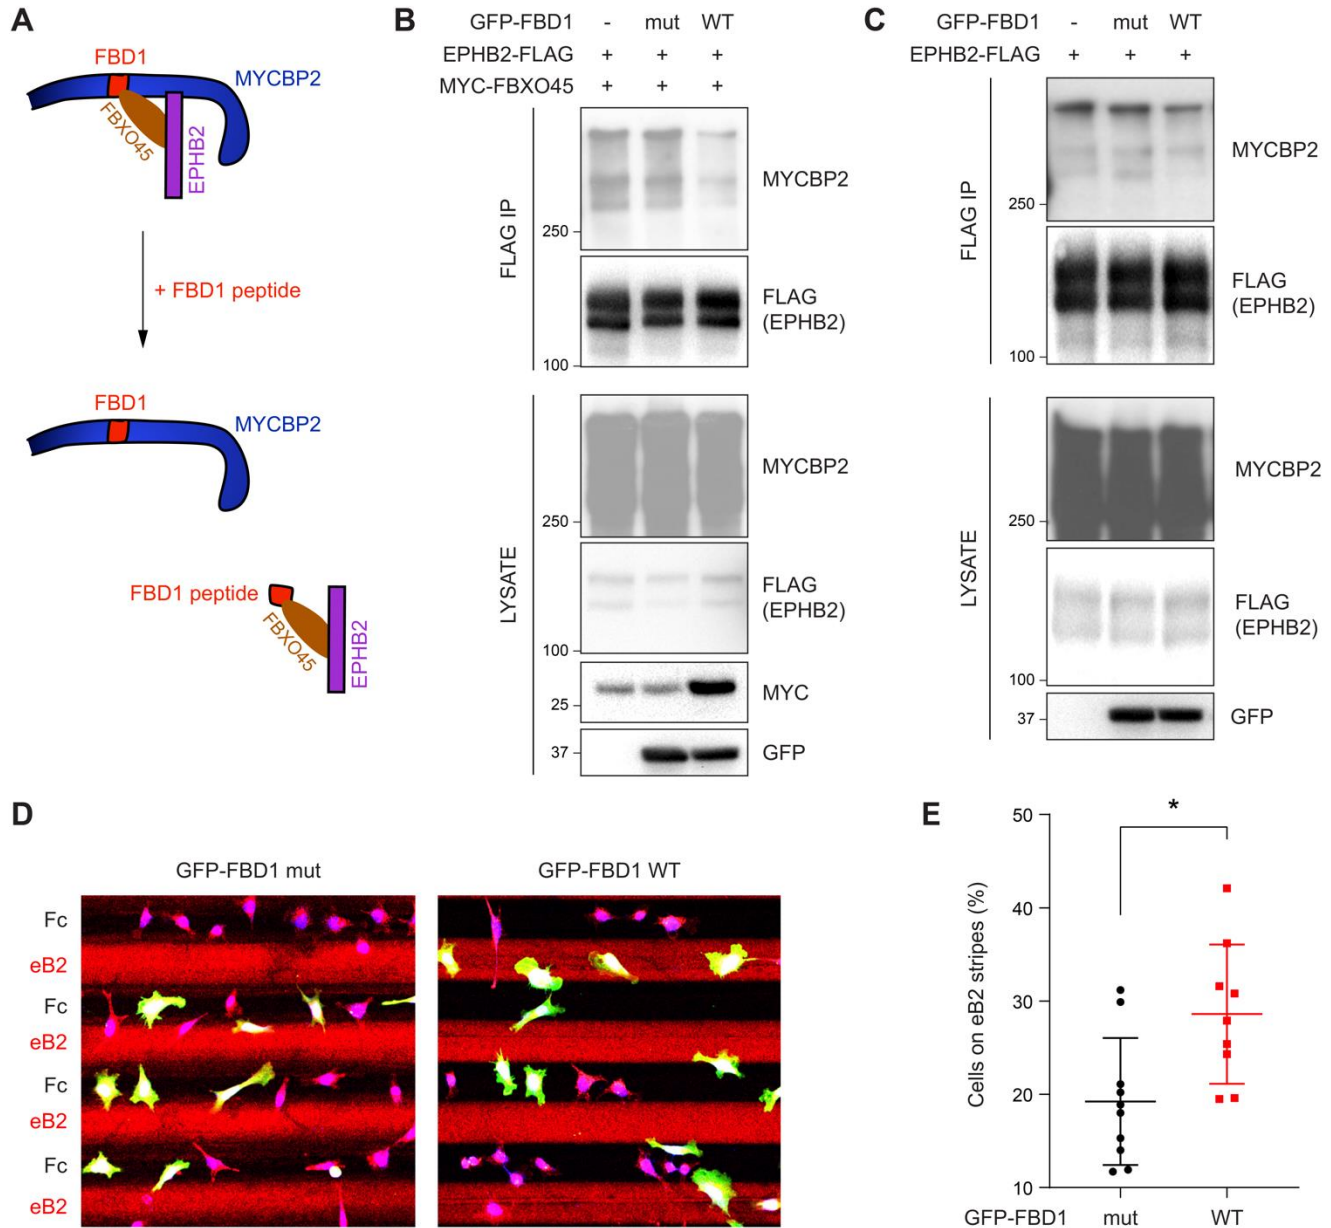 A
FBD1
MYCBP2
FBXO45
EPHB2
+ FBD1 peptide
FBD1
MYCBP2
FBD1 peptide
FBXO45
EPHB2
B
GFP-FBD1 - mut WT
EPHB2-FLAG + + +
MYC-FBXO45 + + +
FLAG IP
MYCBP2
250
FLAG
(EPHB2)
100
LYSATE
MYCBP2
250
FLAG
(EPHB2)
100
MYC
25
37
GFP
C
GFP-FBD1 - mut WT
EPHB2-FLAG + + +
FLAG IP
MYCBP2
250
FLAG
(EPHB2)
100
LYSATE
MYCBP2
250
FLAG
(EPHB2)
100
37
GFP
D
GFP-FBD1 mut GFP-FBD1 WT
Fc
eB2
Fc
eB2
Fc
eB2
Fc
eB2
E
Cells on eB2 stripes (%)
50
40
30
20
10
*
GFP-FBD1 mut WT